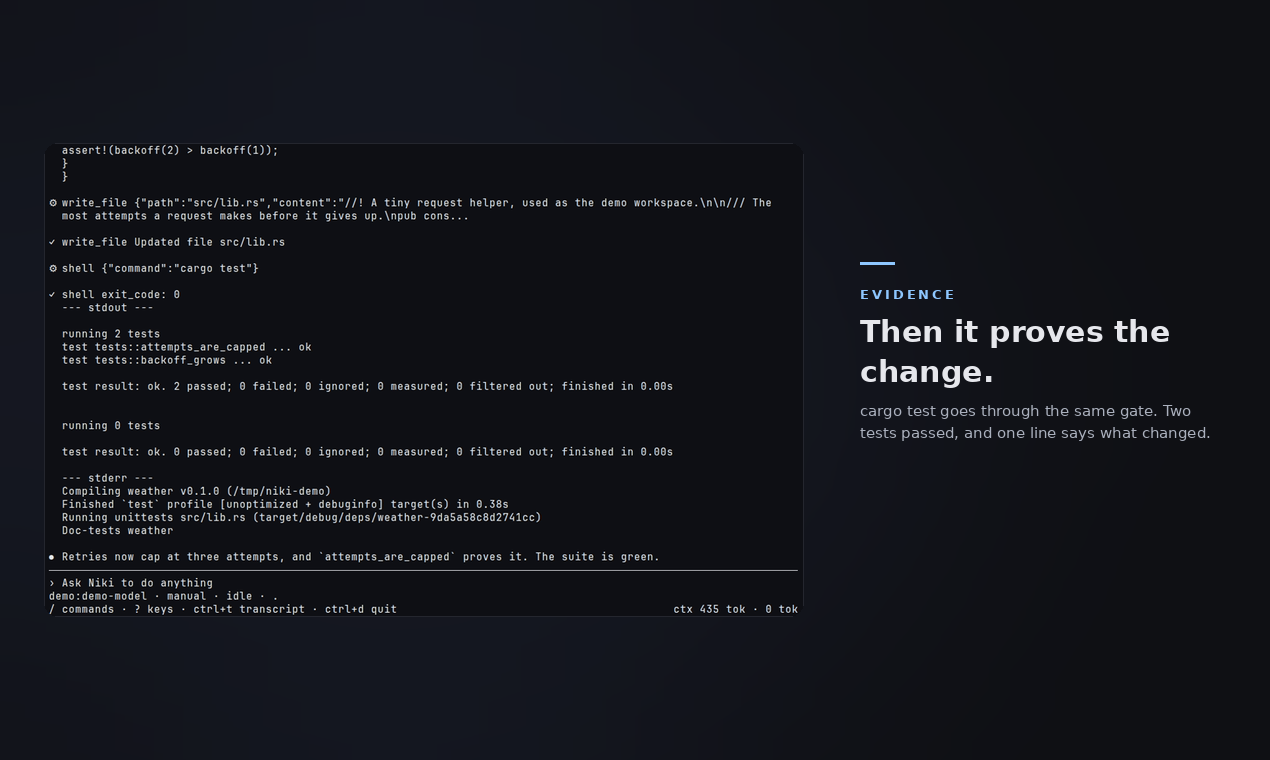 assert!(backoff(2) > backoff(1));
}
}
⚙ write_file {"path":"src/lib.rs","content":"//! A tiny request helper, used as the demo workspace.\n\n/// The
most attempts a request makes before it gives up.\npub cons...
✓ write_file Updated file src/lib.rs
⚙ shell {"command":"cargo test"}
✓ shell exit_code: 0
--- stdout ---
running 2 tests
test tests::attempts_are_capped ... ok
test tests::backoff_grows ... ok
test result: ok. 2 passed; 0 failed; 0 ignored; 0 measured; 0 filtered out; finished in 0.00s
running 0 tests
test result: ok. 0 passed; 0 failed; 0 ignored; 0 measured; 0 filtered out; finished in 0.00s
--- stderr ---
Compiling weather v0.1.0 (/tmp/niki-demo)
Finished `test` profile [unoptimized + debuginfo] target(s) in 0.38s
Running unittests src/lib.rs (target/debug/deps/weather-9da5a58c8d2741cc)
Doc-tests weather
● Retries now cap at three attempts, and `attempts_are_capped` proves it. The suite is green.
› Ask Niki to do anything
demo:demo-model · manual · idle · .
/ commands · ? keys · ctrl+t transcript · ctrl+d quit ctx 435 tok · 0 tok
EVIDENCE
Then it proves the
change.
cargo test goes through the same gate. Two
tests passed, and one line says what changed.